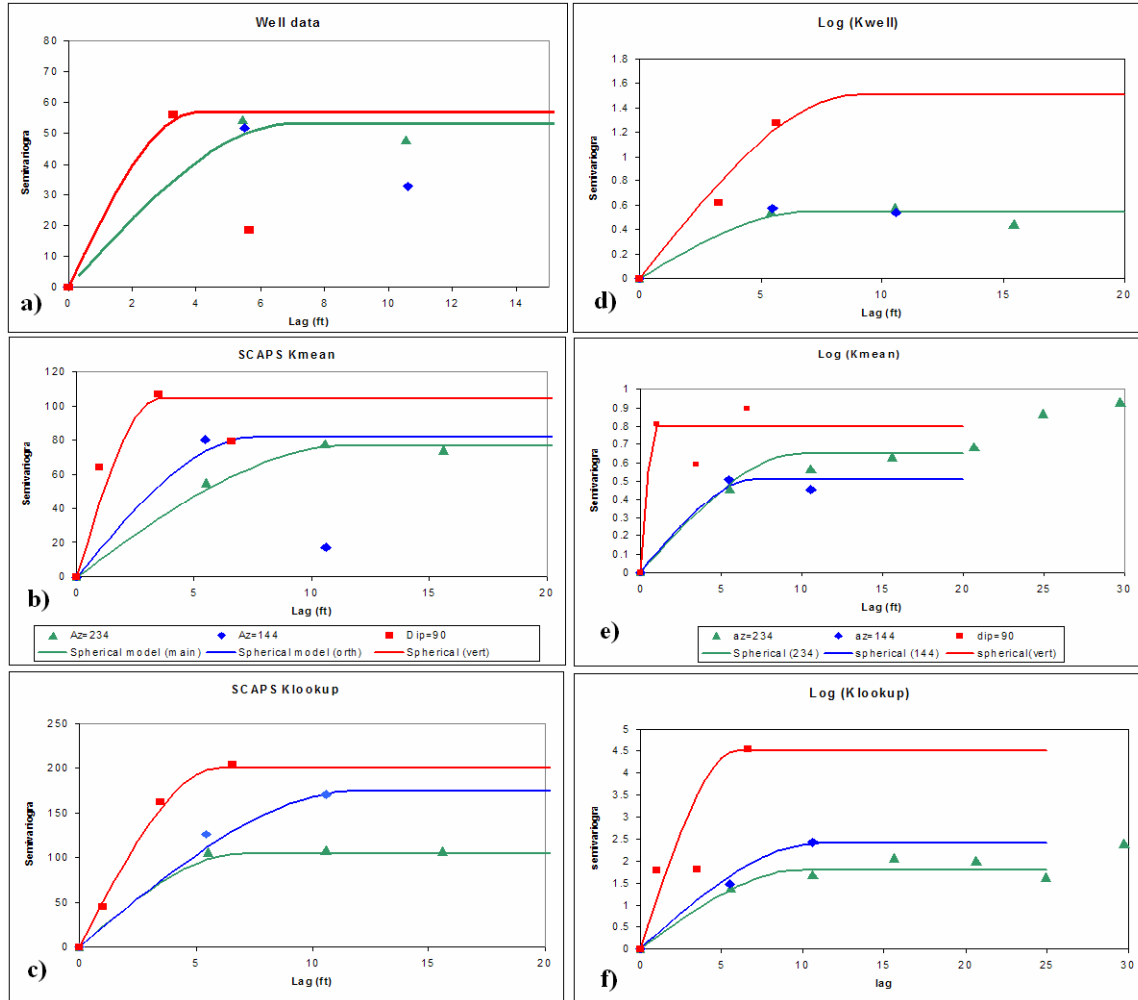 Well data
Semivariogra
80
70
60
50
40
30
20
10
0
0 2 4 6 8 10 12 14
Lag (ft)
a)
Log (Kwell)
Semivariogra
1.8
1.6
1.4
1.2
1
0.8
0.6
0.4
0.2
0
0 5 10 15 20
Lag (ft)
d)
SCAPS Kmean
Semivariogra
120
100
80
60
40
20
0
0 5 10 15 20
Lag (ft)
b)
Az=234 Az=144 Dip=90
Spherical model (main) Spherical model (orth) Spherical (vert)
Log (Kmean)
Semivariogra
1
0.9
0.8
0.7
0.6
0.5
0.4
0.3
0.2
0.1
0
0 5 10 15 20 25 30
Lag (ft)
e)
az=234 az=144 dip=90
Spherical (234) spherical (144) spherical(vert)
SCAPS Klookup
Semivariogra
250
200
150
100
50
0
0 5 10 15 20
Lag (ft)
c)
Log (Klookup)
semivariogra
5
4.5
4
3.5
3
2.5
2
1.5
1
0.5
0
0 5 10 15 20 25 30
lag
f)